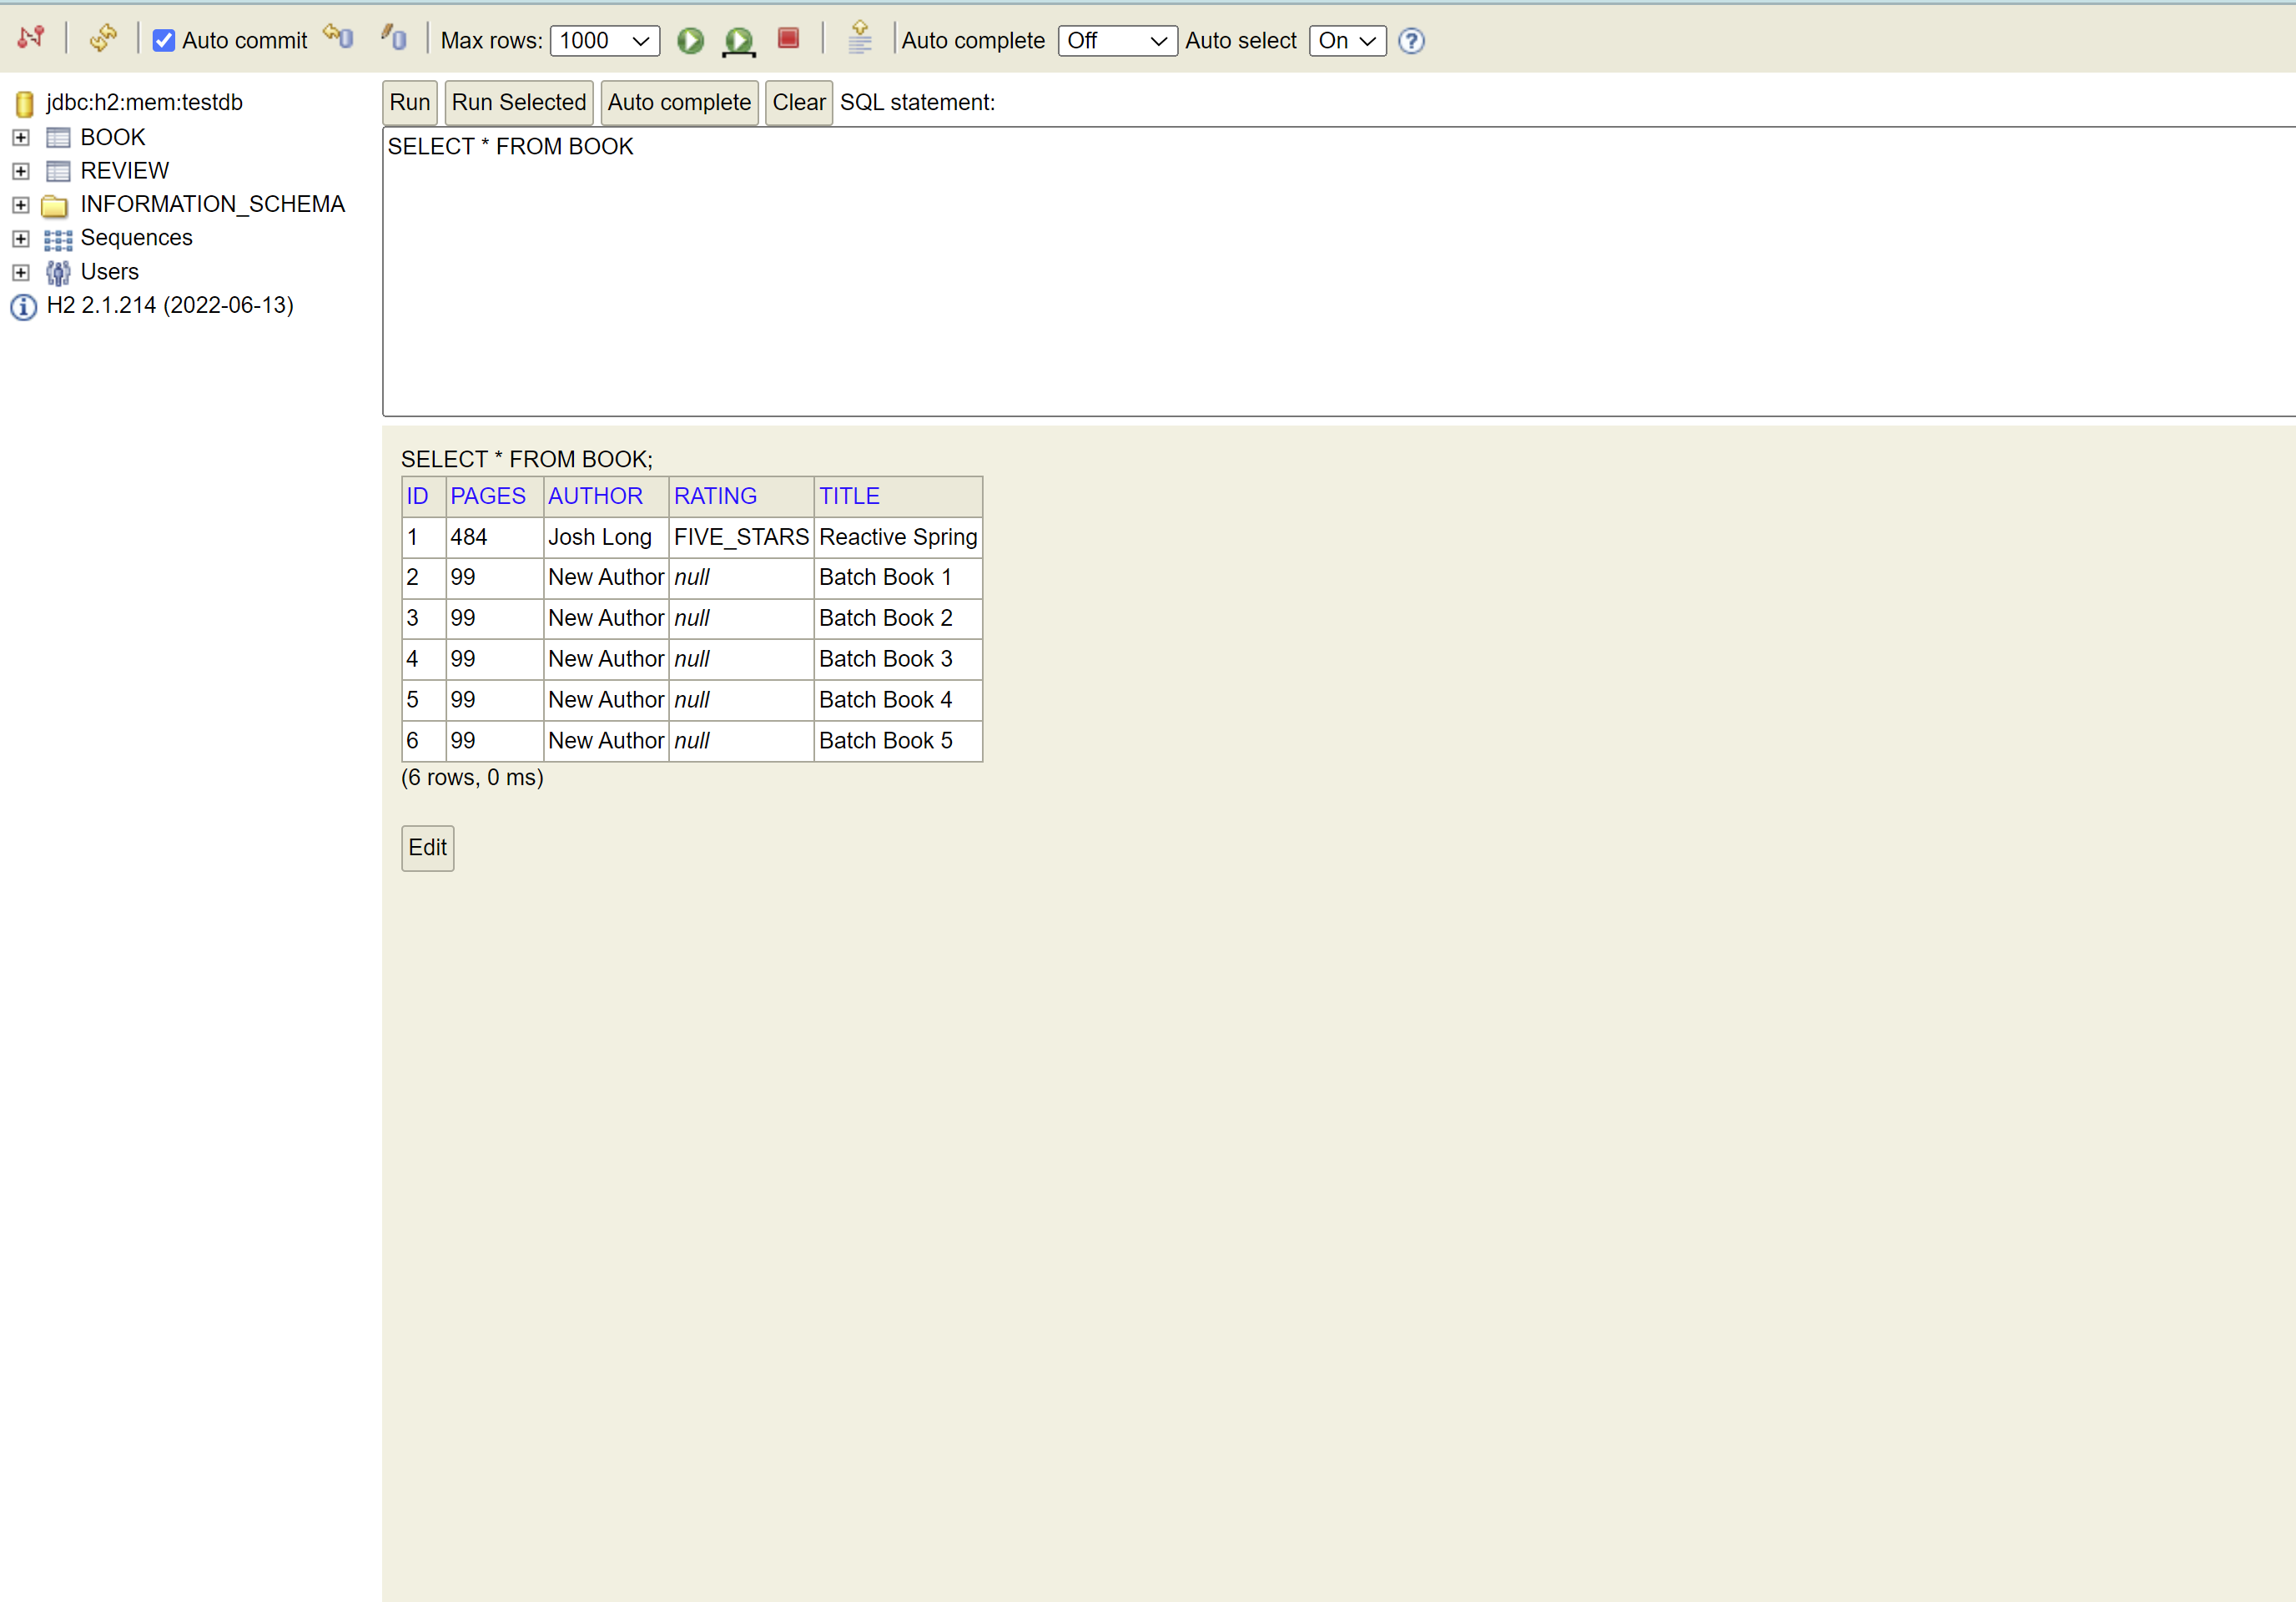 Auto commit Max rows: 1000 Auto complete Off Auto select On ?
jdbc:h2:mem:testdb
BOOK
REVIEW
INFORMATION_SCHEMA
Sequences
Users
H2 2.1.214 (2022-06-13)
Run Run Selected Auto complete Clear SQL statement:
SELECT * FROM BOOK
SELECT * FROM BOOK;
ID PAGES AUTHOR RATING TITLE
1 484 Josh Long FIVE_STARS Reactive Spring
2 99 New Author null Batch Book 1
3 99 New Author null Batch Book 2
4 99 New Author null Batch Book 3
5 99 New Author null Batch Book 4
6 99 New Author null Batch Book 5
(6 rows, 0 ms)
Edit